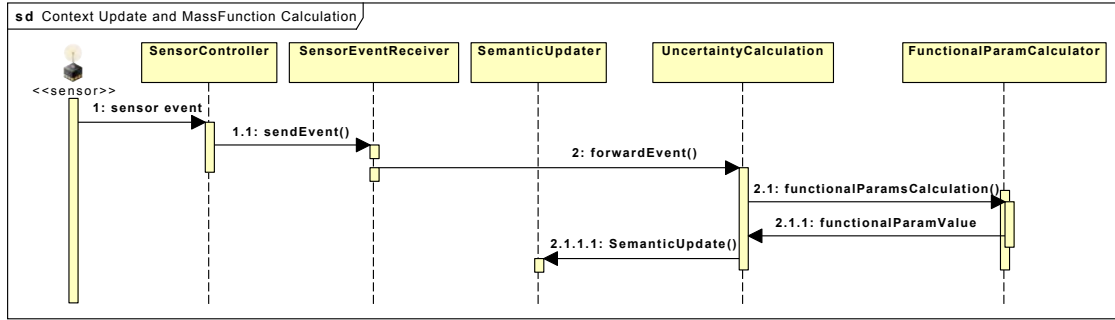 sd Context Update and MassFunction Calculation
SensorController
SensorEventReceiver
SemanticUpdater
UncertaintyCalculation
FunctionalParamCalculator
<<sensor>>
1: sensor event
1.1: sendEvent()
2: forwardEvent()
2.1: functionalParamsCalculation()
2.1.1: functionalParamValue
2.1.1.1: SemanticUpdate()